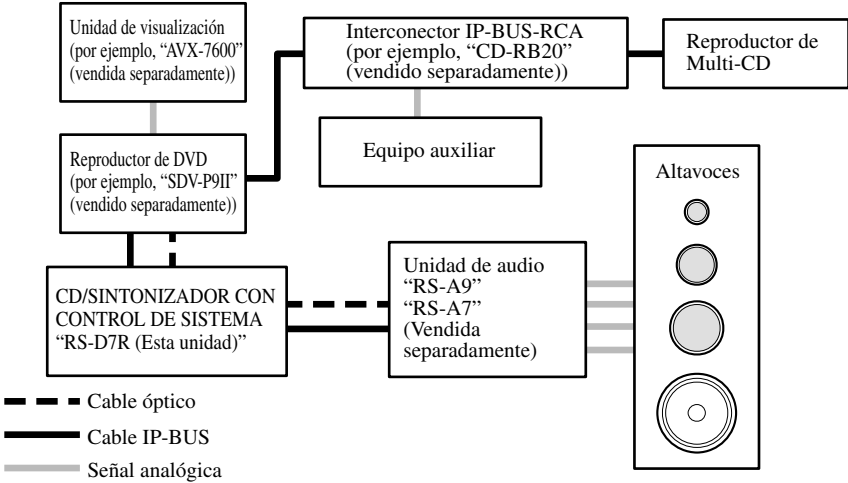 Unidad de visualización
(por ejemplo, “AVX-7600”
(vendida separadamente))
Interconector IP-BUS-RCA
(por ejemplo, “CD-RB20”
(vendido separadamente))
Reproductor de
Multi-CD
Reproductor de DVD
(por ejemplo, “SDV-P9II”
(vendido separadamente))
Equipo auxiliar
Altavoces
CD/SINTONIZADOR CON
CONTROL DE SISTEMA
“RS-D7R (Esta unidad)”
Unidad de audio
“RS-A9”
“RS-A7”
(Vendida
separadamente)
Cable óptico
Cable IP-BUS
Señal analógica